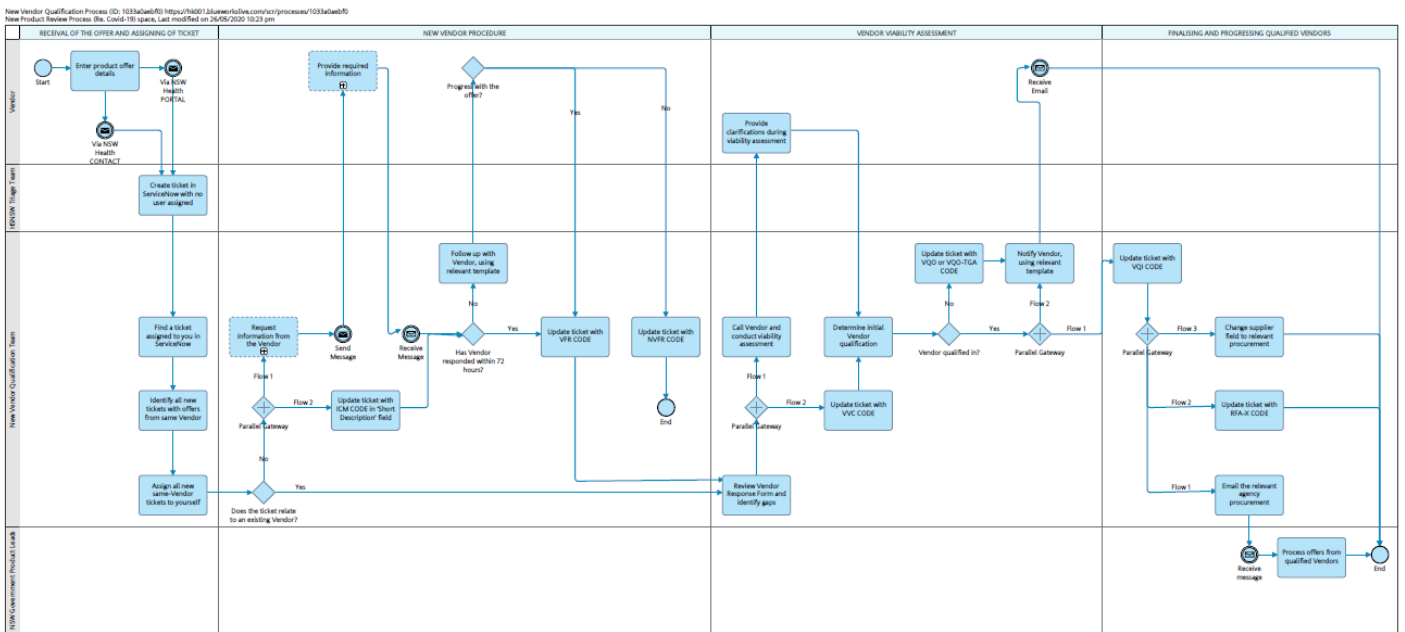 New Vendor Qualification Process (ID: 1033a0aebf0) https://hk001.blueworkslive.com/scr/processes/1033a0aebf0
New Product Review Process (Re. Covid-19) space, Last modified on 26/05/2020 10:23 pm
RECEIVAL OF THE OFFER AND ASSIGNING OF TICKET
NEW VENDOR PROCEDURE
VENDOR VIABILITY ASSESSMENT
FINALISING AND PROGRESSING QUALIFIED VENDORS
Vendor
Start
Enter product offer
details
Via NSW
Health
PORTAL
Via NSW
Health
CONTACT
Provide required
information
Progress with the
offer?
Yes
No
Provide
clarifications during
viability assessment
Receive
Email
HSNSW Triage Team
Create ticket in
ServiceNow with no
user assigned
New Vendor Qualification Team
Find a ticket
assigned to you in
ServiceNow
Identify all new
tickets with offers
from same Vendor
Assign all new
same-Vendor
tickets to yourself
Request
information from
the Vendor
Flow 1
Parallel Gateway
Flow 2
No
Does the ticket relate
to an existing Vendor?
Yes
Send
Message
Update ticket with
ICM CODE in 'Short
Description' field
Receive
Message
Follow up with
Vendor, using
relevant template
No
Has Vendor
responded within 72
hours?
Yes
Update ticket with
VFR CODE
Update ticket with
NVFR CODE
End
Call Vendor and
conduct viability
assessment
Flow 1
Parallel Gateway
Flow 2
Review Vendor
Response Form and
identify gaps
Determine initial
Vendor
qualification
Update ticket with
VVC CODE
Update ticket with
VQO or VQO-TGA
CODE
No
Vendor qualified in?
Yes
Notify Vendor,
using relevant
template
Flow 2
Parallel Gateway
Flow 1
Update ticket with
VQI CODE
Parallel Gateway
Flow 3
Change supplier
field to relevant
procurement
Flow 2
Update ticket with
RFA-X CODE
Flow 1
Email the relevant
agency
procurement
NSW Government Product Leads
Receive
message
Process offers from
qualified Vendors
End